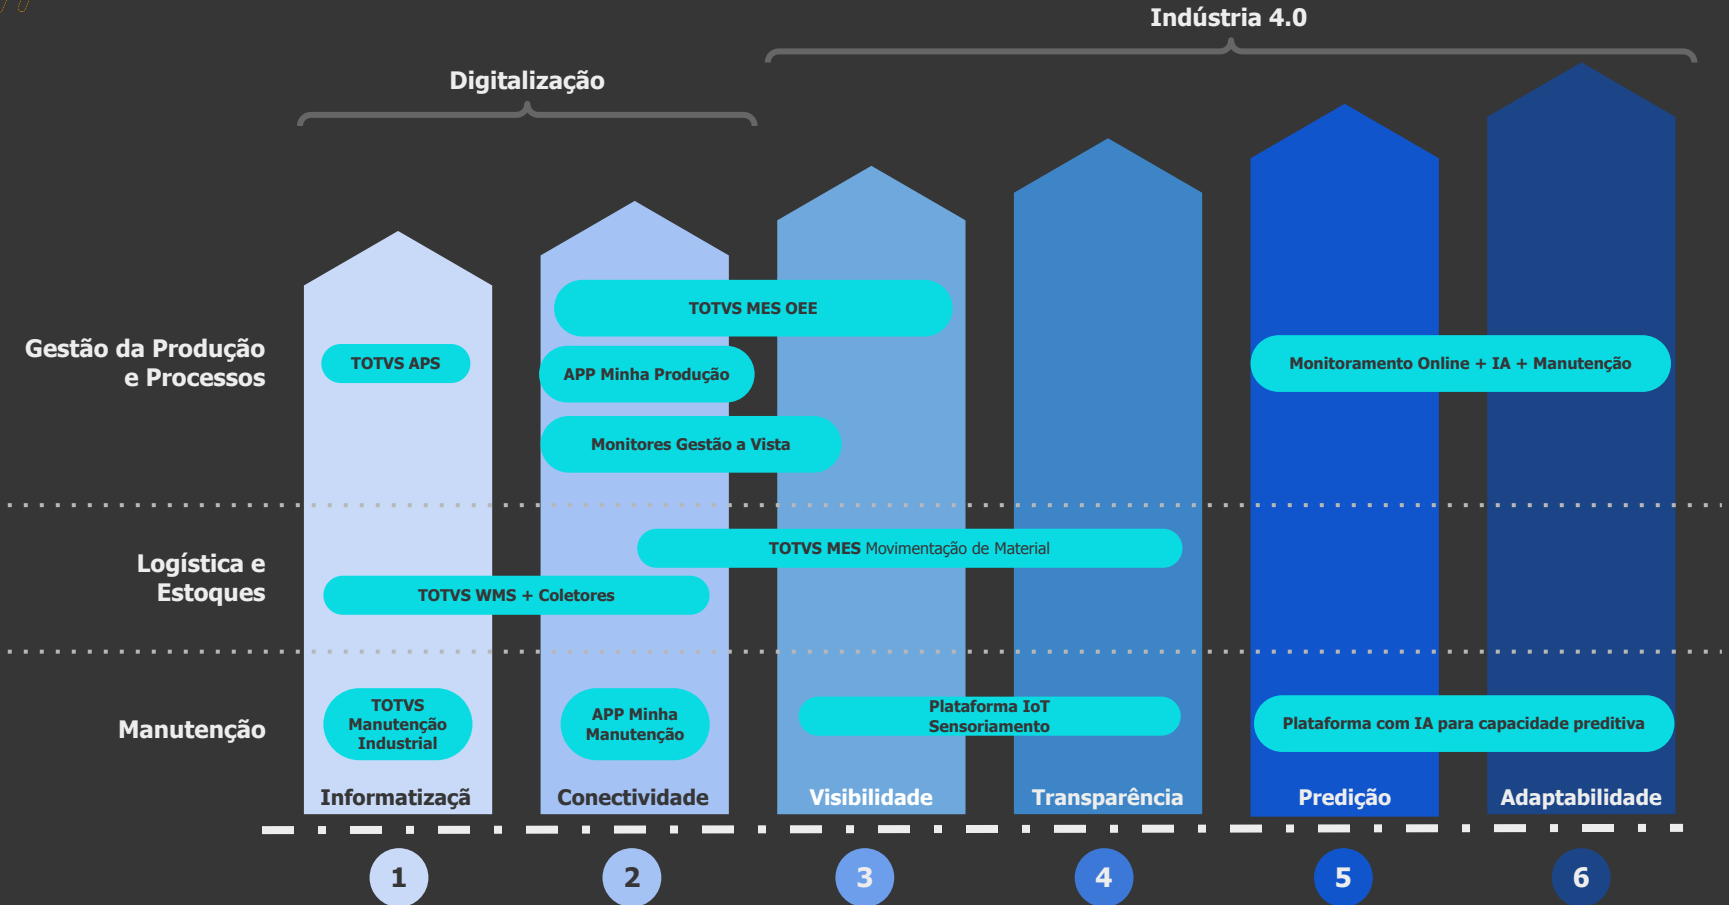 Indústria 4.0
Digitalização
Gestão da Produção
e Processos
TOTVS APS
TOTVS MES OEE
APP Minha Produção
Monitores Gestão a Vista
Monitoramento Online + IA + Manutenção
Logística e
Estoques
TOTVS MES Movimentação de Material
TOTVS WMS + Coletores
Manutenção
TOTVS
Manutenção
Industrial
APP Minha
Manutenção
Plataforma IoT
Sensoriamento
Plataforma com IA para capacidade preditiva
Informatizaçã
Conectividade
Visibilidade
Transparência
Predição
Adaptabilidade
1
2
3
4
5
6